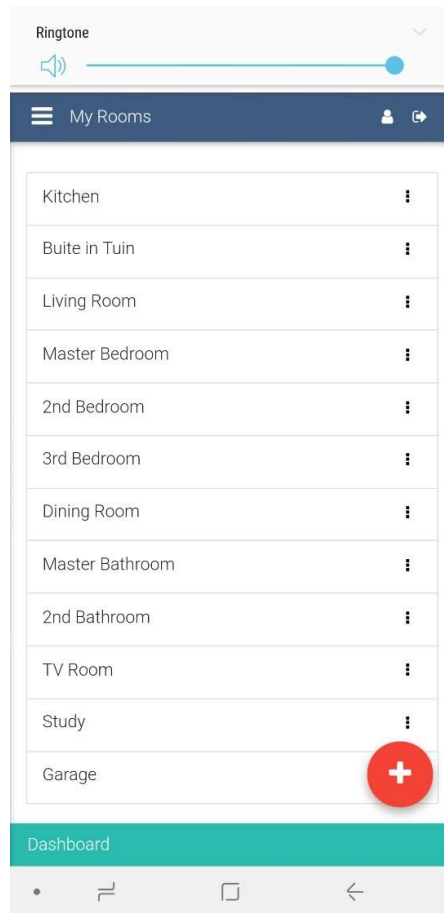 Ringtone
My Rooms
Kitchen
Buite in Tuin
Living Room
Master Bedroom
2nd Bedroom
3rd Bedroom
Dining Room
Master Bathroom
2nd Bathroom
TV Room
Study
Garage
Dashboard